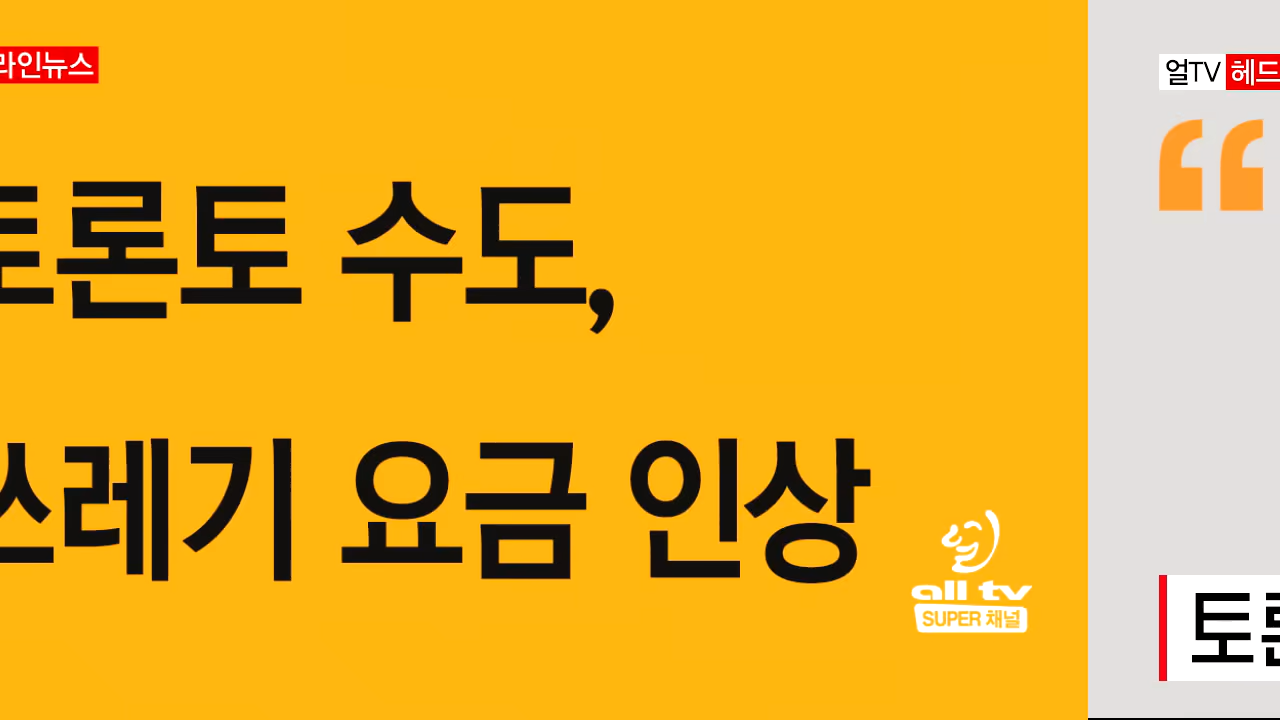 라인뉴스
토론토 수도,
쓰레기 요금 인상
all tv
SUPER 채널
얼TV 헤드
“
토론